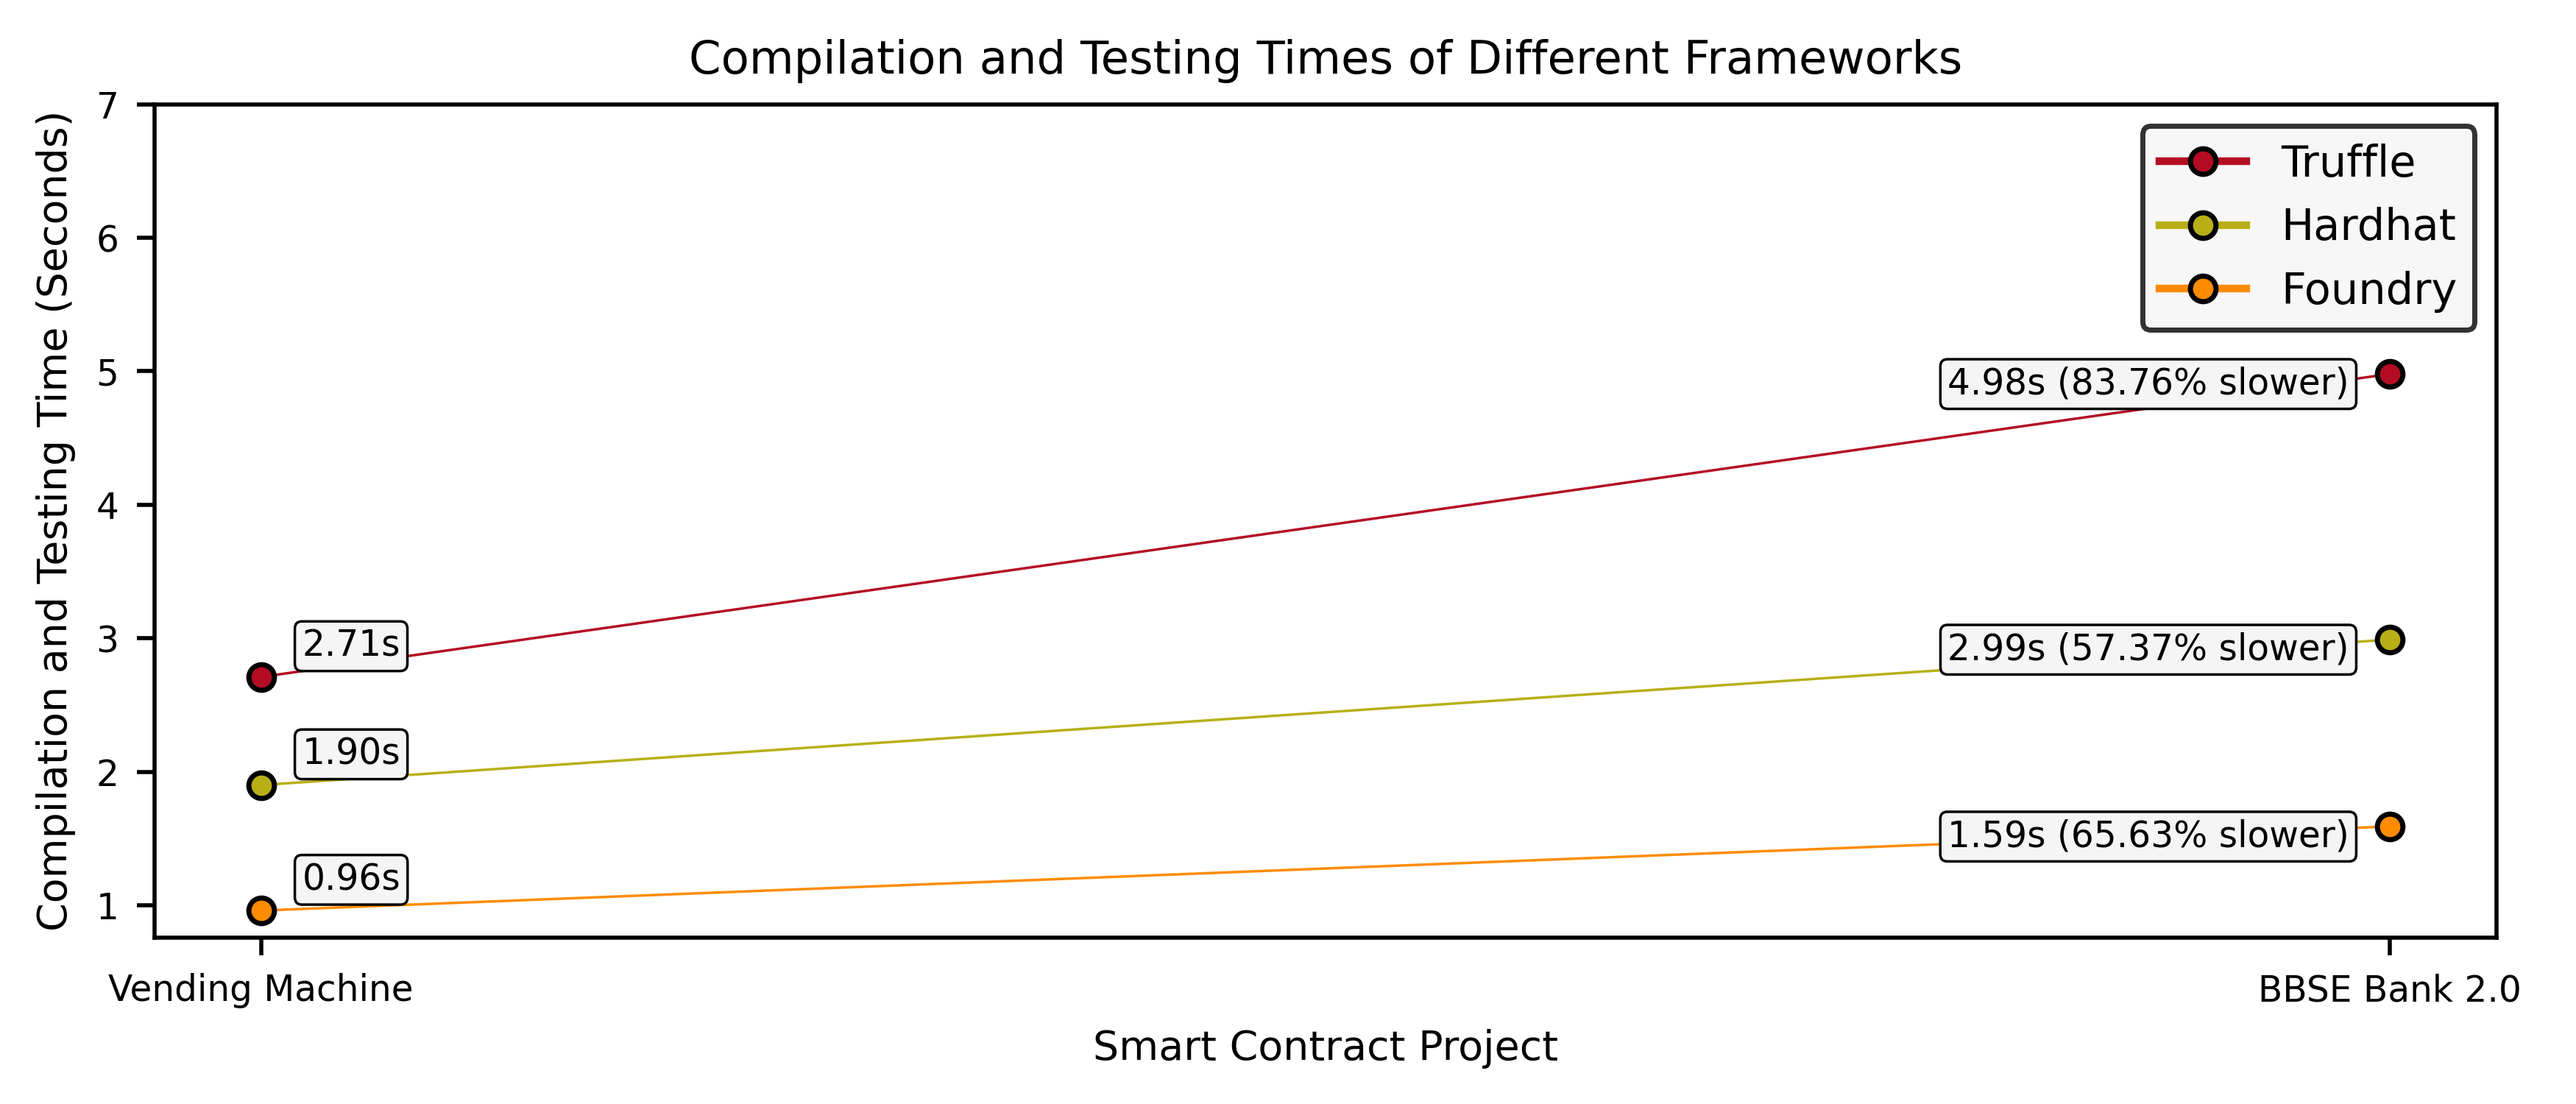 Compilation and Testing Times of Different Frameworks
Compilation and Testing Time (Seconds)
7
6
5
4
3
2
1
Truffle
Hardhat
Foundry
4.98s (83.76% slower)
2.71s
2.99s (57.37% slower)
1.90s
1.59s (65.63% slower)
0.96s
Vending Machine
BBSE Bank 2.0
Smart Contract Project